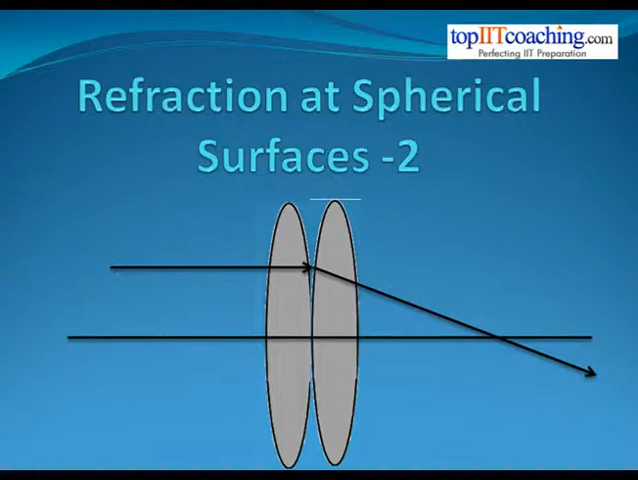 topIITcoaching.com
Perfecting IIT Preparation
Refraction at Spherical
Surfaces -2